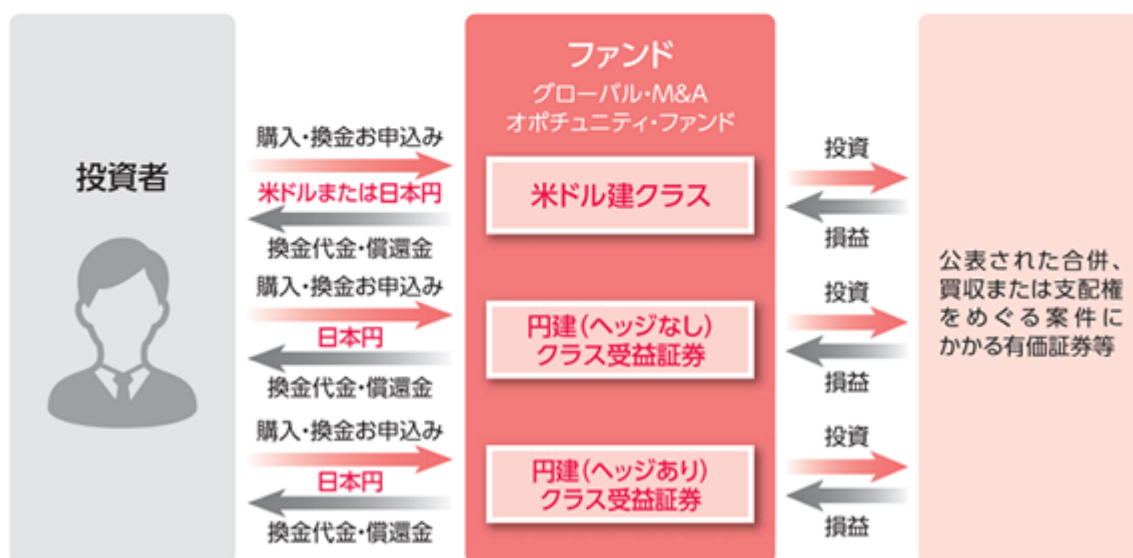 投資者
購入・換金お申込み
米ドルまたは日本円
換金代金・償還金
購入・換金お申込み
日本円
換金代金・償還金
購入・換金お申込み
日本円
換金代金・償還金
ファンド
グローバル・M&A
オポチュニティ・ファンド
米ドル建クラス
円建(ヘッジなし)
クラス受益証券
円建(ヘッジあり)
クラス受益証券
投資
損益
投資
損益
投資
損益
公表された合併、
買収または支配権
をめぐる案件に
かかる有価証券等